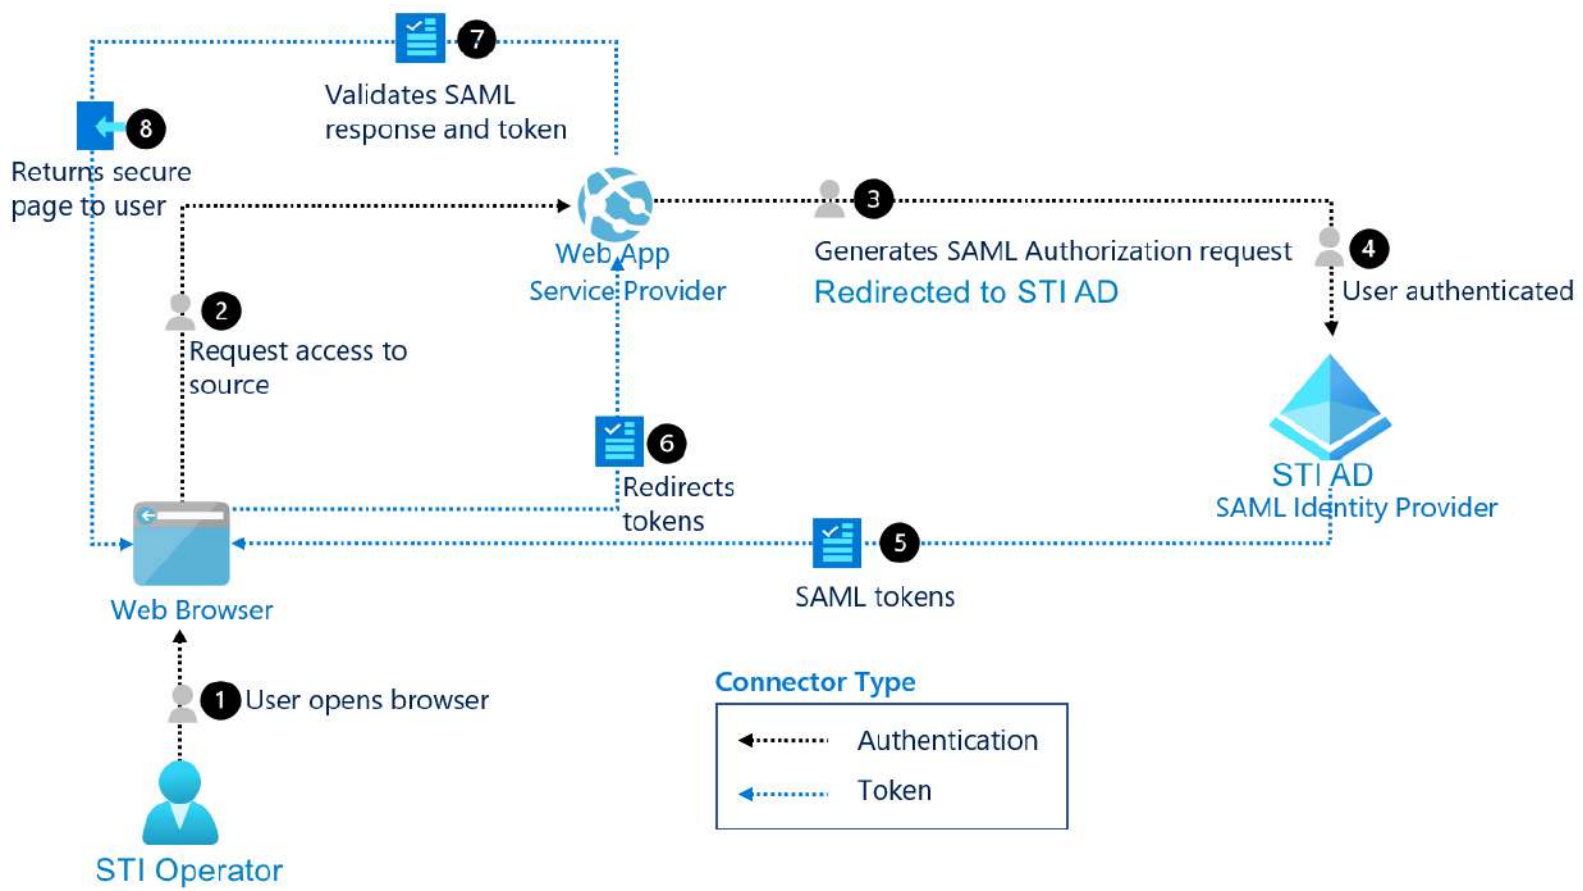 7
Validates SAML
response and token
8
Returns secure
page to user
Web App
Service Provider
3
Generates SAML Authorization request
Redirected to STI AD
4
User authenticated
2
Request access to
source
6
Redirects
tokens
STI AD
SAML Identity Provider
5
SAML tokens
Web Browser
1
User opens browser
STI Operator
Connector Type
Authentication
Token